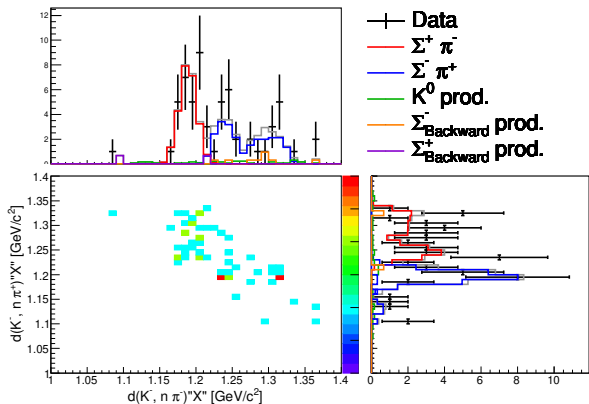 12
10
8
6
4
2
0
Data
Σ⁺ π⁻
Σ⁻ π⁺
K⁰ prod.
Σ⁻Backward prod.
Σ⁺Backward prod.
1.4
1.35
1.3
1.25
1.2
1.15
1.1
1.05
1
d(K⁻, n π⁺)"X" [GeV/c²]
1 1.05 1.1 1.15 1.2 1.25 1.3 1.35 1.4
d(K⁻, n π⁻)"X" [GeV/c²]
0 2 4 6 8 10